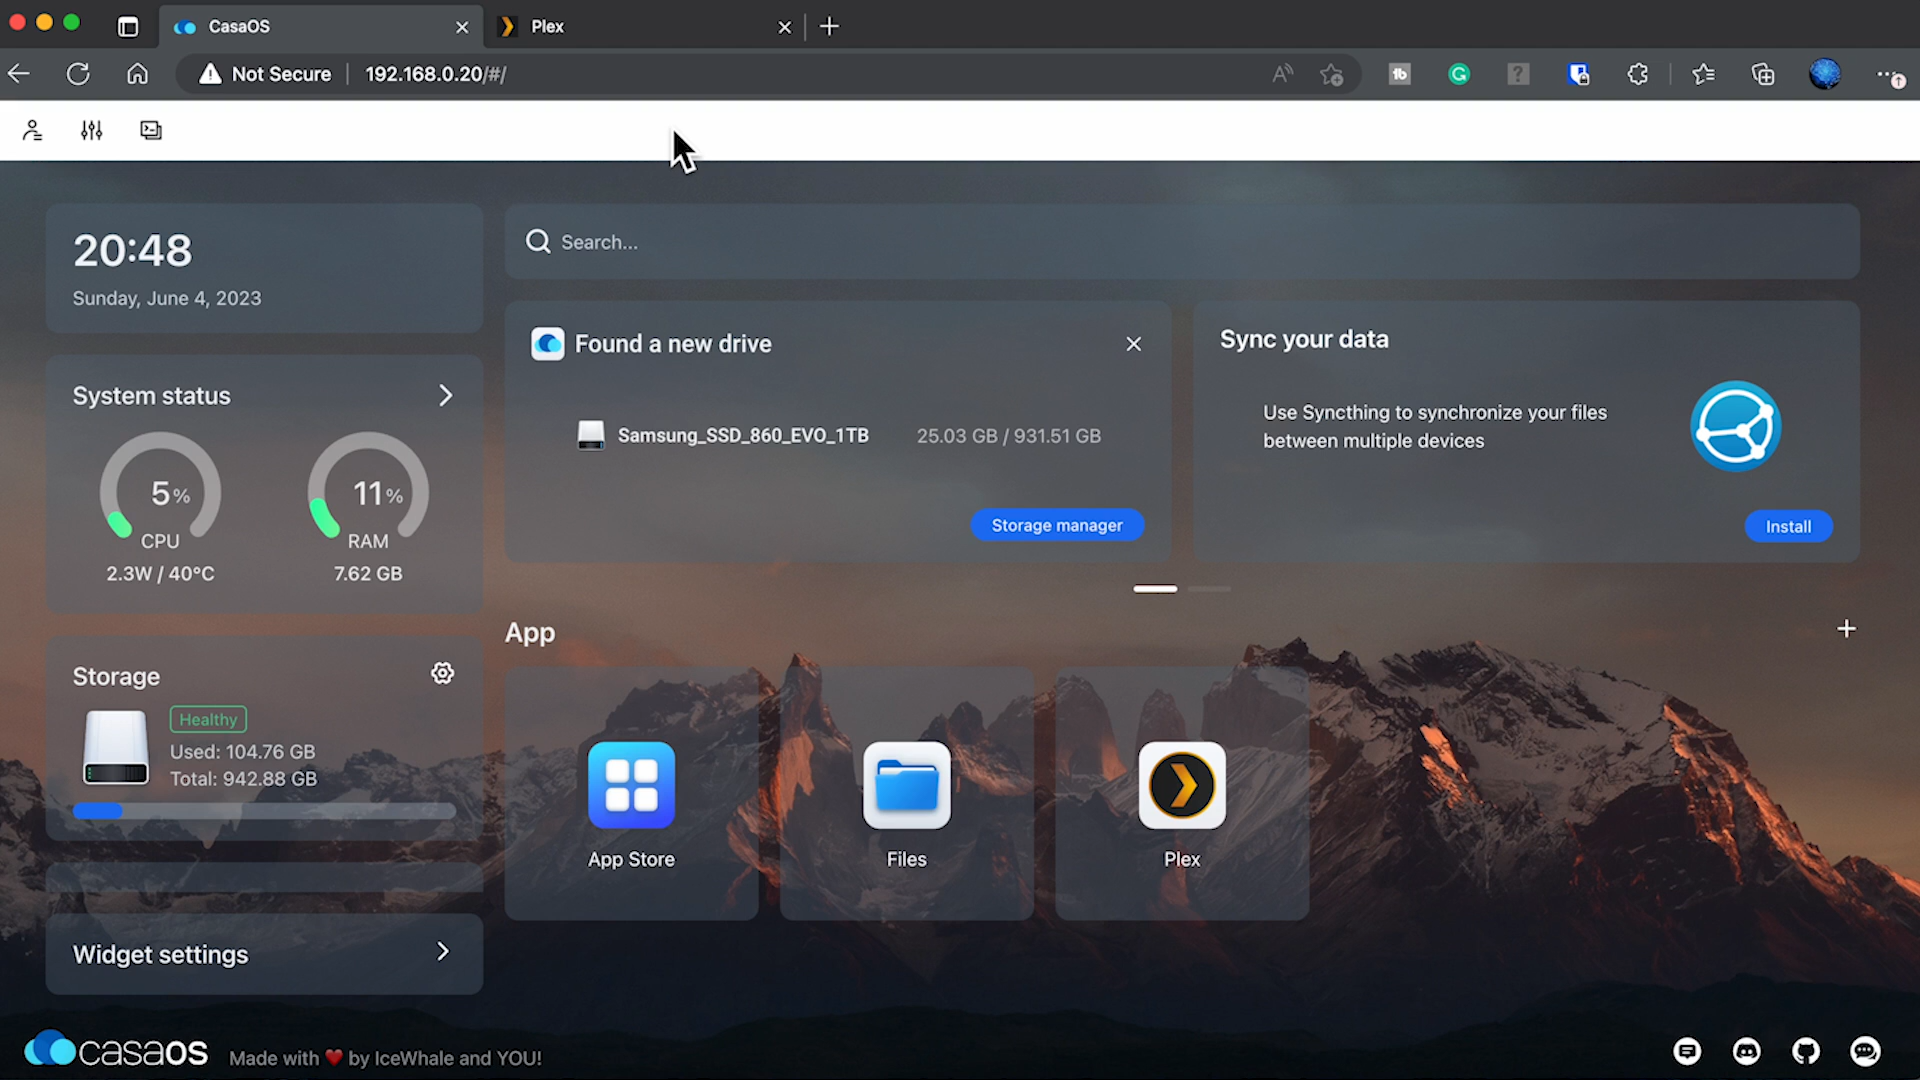 CasaOS
Plex
Not Secure
192.168.0.20/#/
20:48
Sunday, June 4, 2023
Search...
System status
5%
CPU
2.3W / 40°C
11%
RAM
7.62 GB
Found a new drive
Samsung_SSD_860_EVO_1TB 25.03 GB / 931.51 GB
Storage manager
Sync your data
Use Syncthing to synchronize your files
between multiple devices
Install
Storage
Healthy
Used: 104.76 GB
Total: 942.88 GB
App
App Store
Files
Plex
Widget settings
casaOS
Made with ❤️ by IceWhale and YOU!